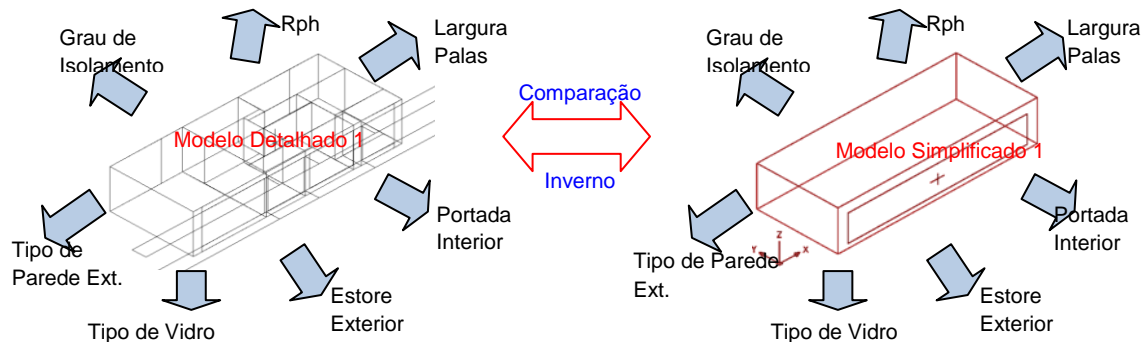 Rph
Grau de
Isolamento
Largura
Palas
Modelo Detalhado 1
Tipo de
Parede Ext.
Tipo de Vidro
Estore
Exterior
Portada
Interior
Comparação
Inverno
Rph
Grau de
Isolamento
Largura
Palas
Modelo Simplificado 1
Z
Y
X
Tipo de Parede
Ext.
Tipo de Vidro
Estore
Exterior
Portada
Interior